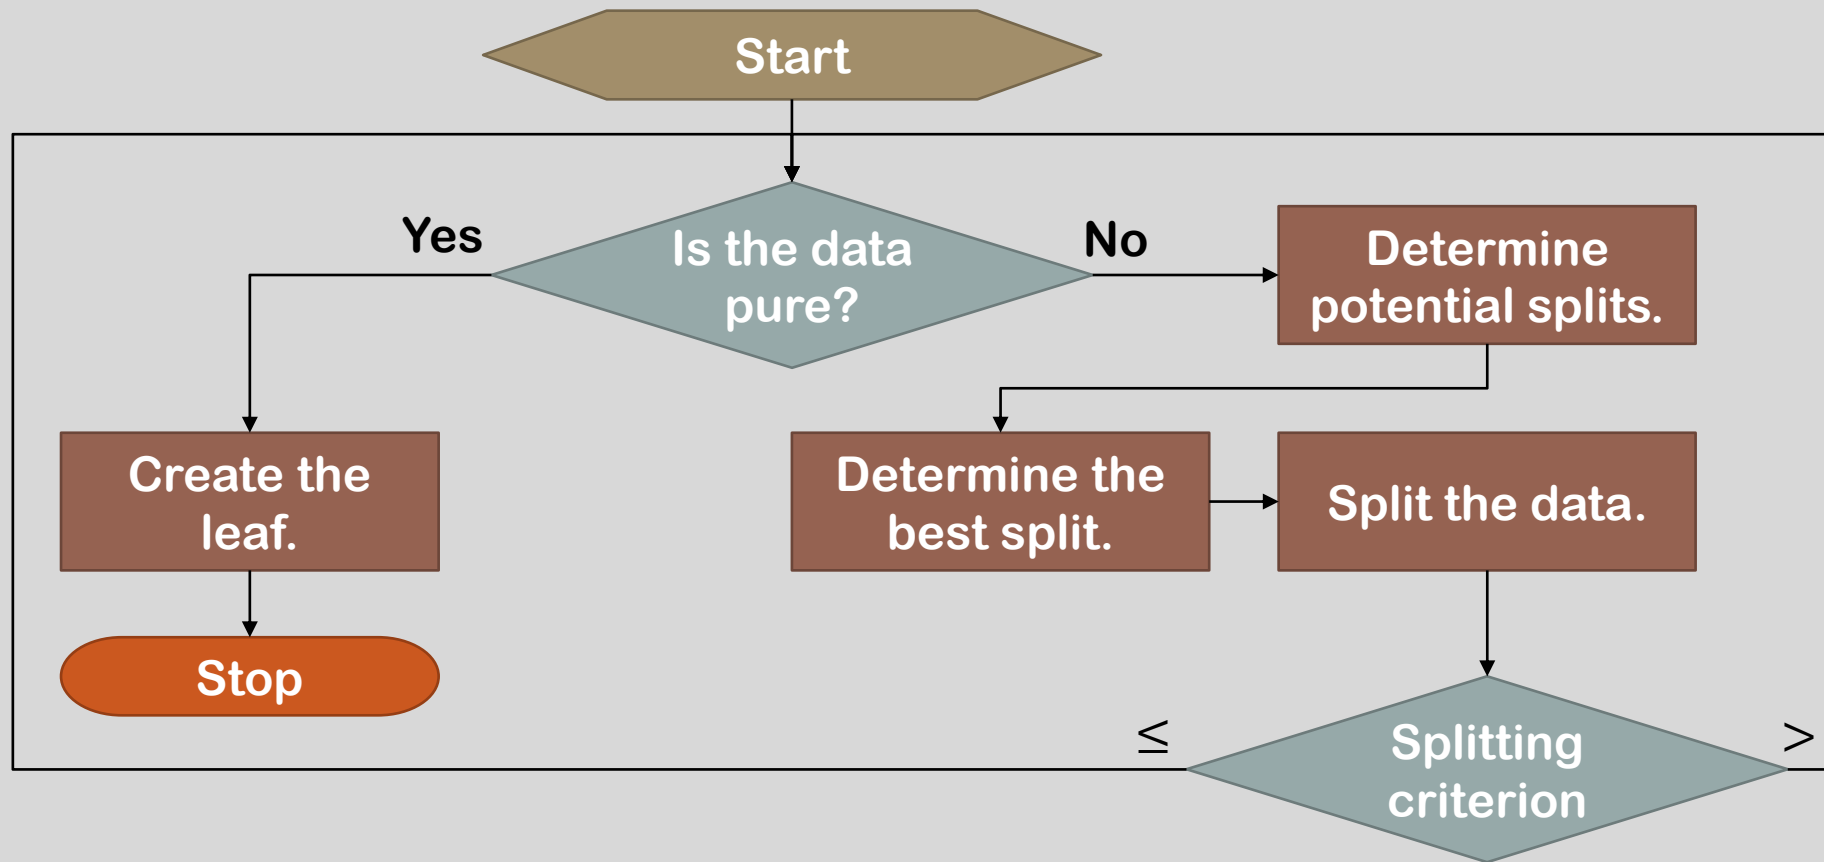 Start
Yes
Is the data
pure?
No
Determine
potential splits.
Create the
leaf.
Determine the
best split.
Split the data.
Stop
≤
Splitting
criterion
>